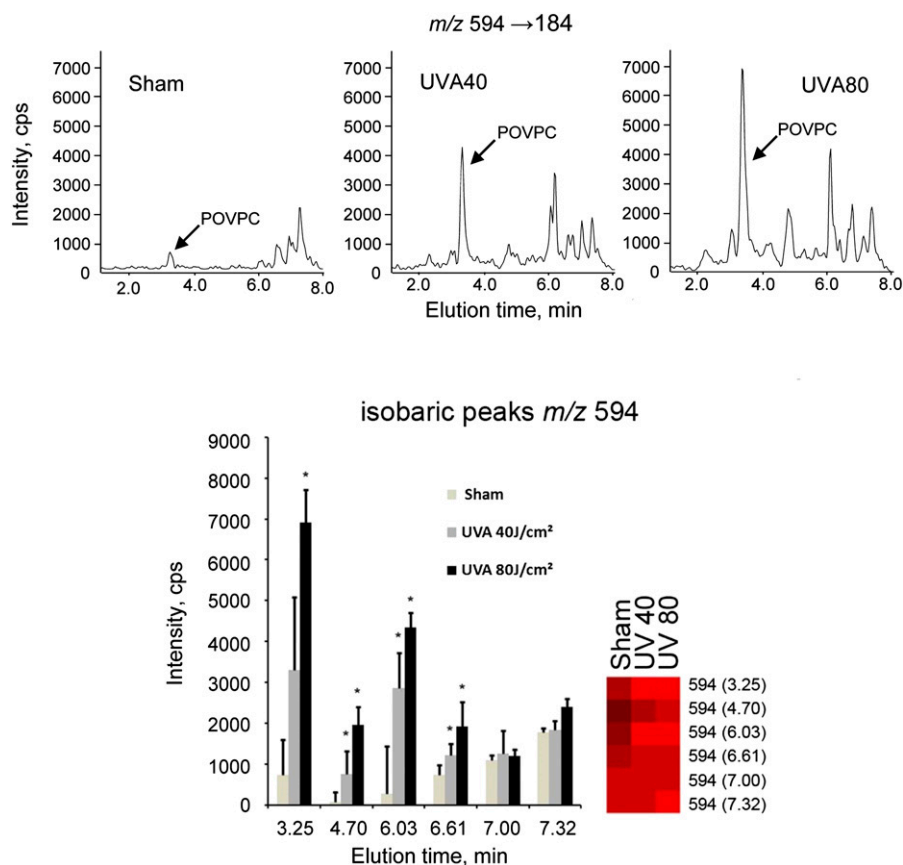 m/z 594 →184
Intensity, cps
7000
6000
5000
4000
3000
2000
1000
0
Sham
POVPC
2.0 4.0 6.0 8.0
7000
6000
5000
4000
3000
2000
1000
0
UVA40
POVPC
2.0 4.0 6.0 8.0
7000
6000
5000
4000
3000
2000
1000
0
UVA80
POVPC
2.0 4.0 6.0 8.0
Elution time, min
isobaric peaks m/z 594
Intensity, cps
9000
8000
7000
6000
5000
4000
3000
2000
1000
0
* * * * * * *
Sham
UVA 40J/cm²
UVA 80J/cm²
3.25 4.70 6.03 6.61 7.00 7.32
Elution time, min
Sham
UV 40
UV 80
594 (3.25)
594 (4.70)
594 (6.03)
594 (6.61)
594 (7.00)
594 (7.32)